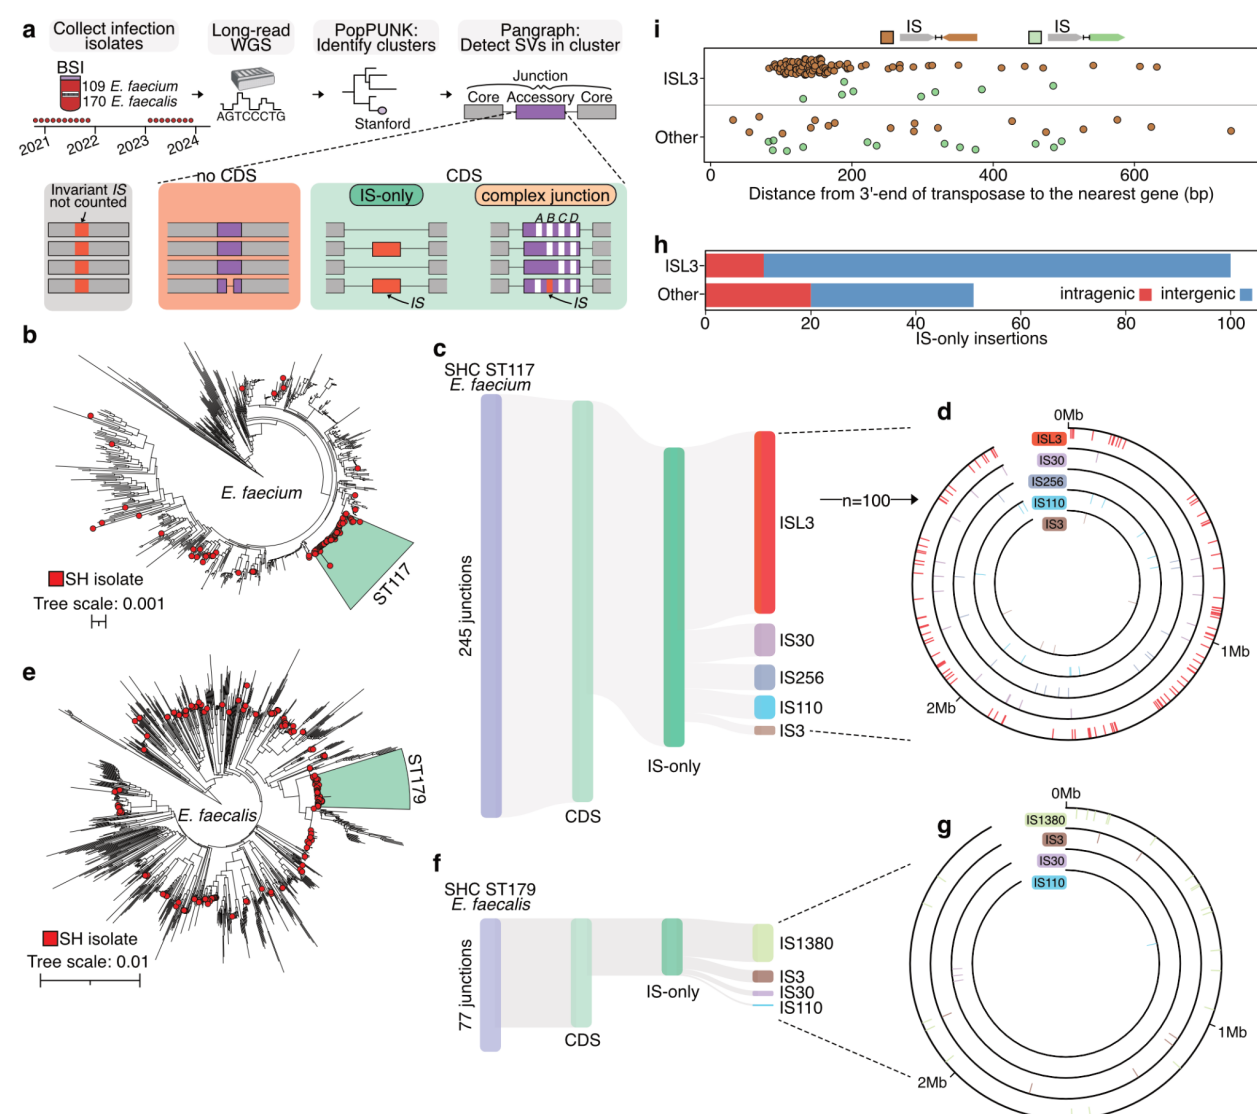 a
Collect infection
isolates
BSI
109 E. faecium
170 E. faecalis
2021
2022
2023
2024
Long-read
WGS
AGTCCCTG
PopPUNK:
Identify clusters
Stanford
Pangraph:
Detect SVs in cluster
Junction
Core Accessory Core
Invariant IS
not counted
no CDS
CDS
IS-only
IS
complex junction
A B C D
IS
i
IS
IS
ISL3
Other
0
200
400
600
Distance from 3'-end of transposase to the nearest gene (bp)
h
ISL3
Other
intragenic
intergenic
0
20
40
60
80
100
IS-only insertions
b
E. faecium
ST117
SH isolate
Tree scale: 0.001
c
SHC ST117
E. faecium
245 junctions
CDS
IS-only
ISL3
IS30
IS256
IS110
IS3
n=100
d
0Mb
ISL3
IS30
IS256
IS110
IS3
1Mb
2Mb
e
E. faecalis
ST179
SH isolate
Tree scale: 0.01
f
SHC ST179
E. faecalis
77 junctions
CDS
IS-only
IS1380
IS3
IS30
IS110
g
0Mb
IS1380
IS3
IS30
IS110
1Mb
2Mb